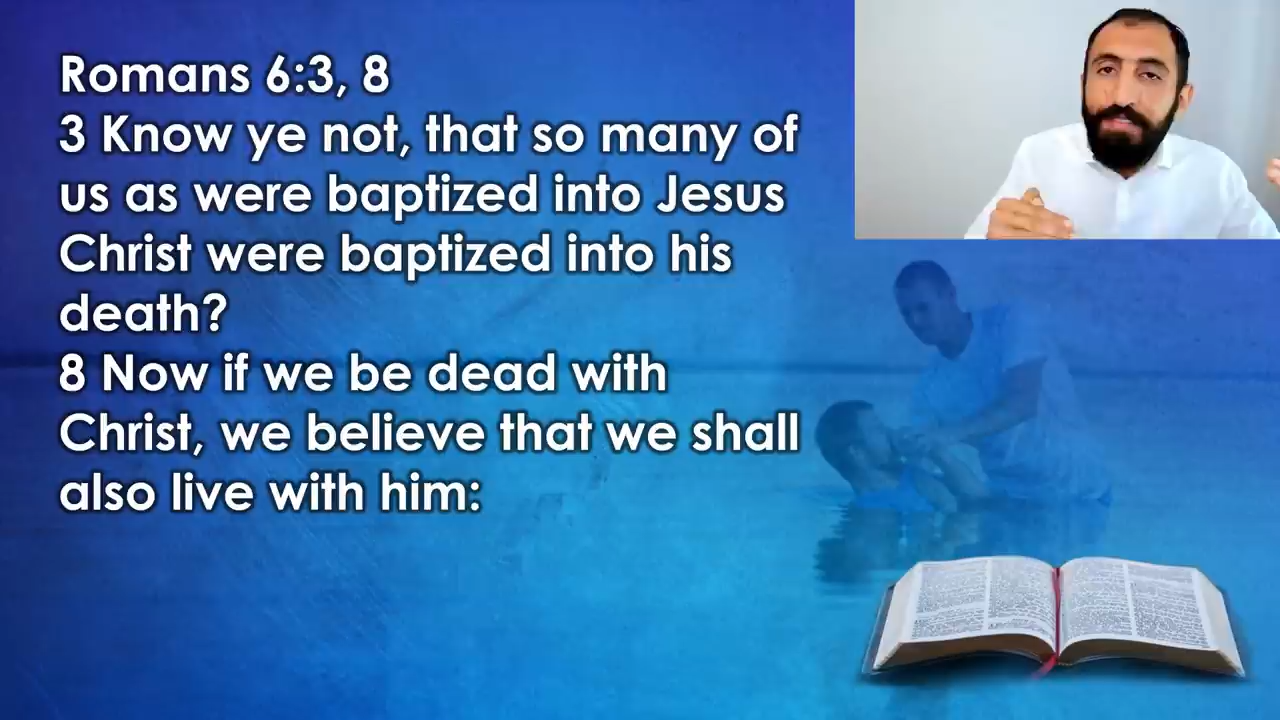 Romans 6:3, 8
3 Know ye not, that so many of
us as were baptized into Jesus
Christ were baptized into his
death?
8 Now if we be dead with
Christ, we believe that we shall
also live with him: